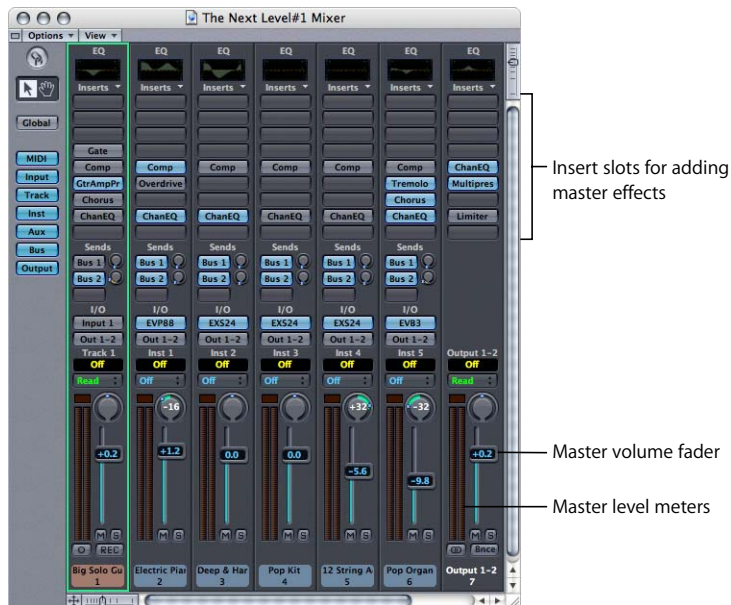 The Next Level#1 Mixer
Options View
EQ EQ EQ EQ EQ EQ EQ
Inserts Inserts Inserts Inserts Inserts Inserts Inserts
Global
MIDI
Input
Track
Inst
Aux
Bus
Output
Gate
Comp Comp Comp Comp Comp Comp ChanEQ
GtrAmpPr Overdrive Tremolo Multipres
Chorus Chorus
ChanEQ ChanEQ ChanEQ ChanEQ ChanEQ ChanEQ Limiter
Sends Sends Sends Sends Sends Sends
Bus 1 Bus 1 Bus 1 Bus 1 Bus 1 Bus 1
Bus 2 Bus 2 Bus 2 Bus 2 Bus 2 Bus 2
I/O I/O I/O I/O I/O I/O
Input 1 EVP88 EXS24 EXS24 EXS24 EVB3
Out 1-2 Out 1-2 Out 1-2 Out 1-2 Out 1-2 Out 1-2
Track 1 Inst 1 Inst 2 Inst 3 Inst 4 Inst 5 Output 1-2
Off Off Off Off Off Off Off
Read Off Off Off Off Off Read
-16 +32 -32
+0.2 +1.2 0.0 0.0 -5.6 -9.8 +0.2
M S M S M S M S M S M S M
REC Bnce
Big Solo Gu Electric Pian Deep & Har Pop Kit 12 String A Pop Organ Output 1-2
1 2 3 4 5 6 7
Insert slots for adding
master effects
Master volume fader
Master level meters